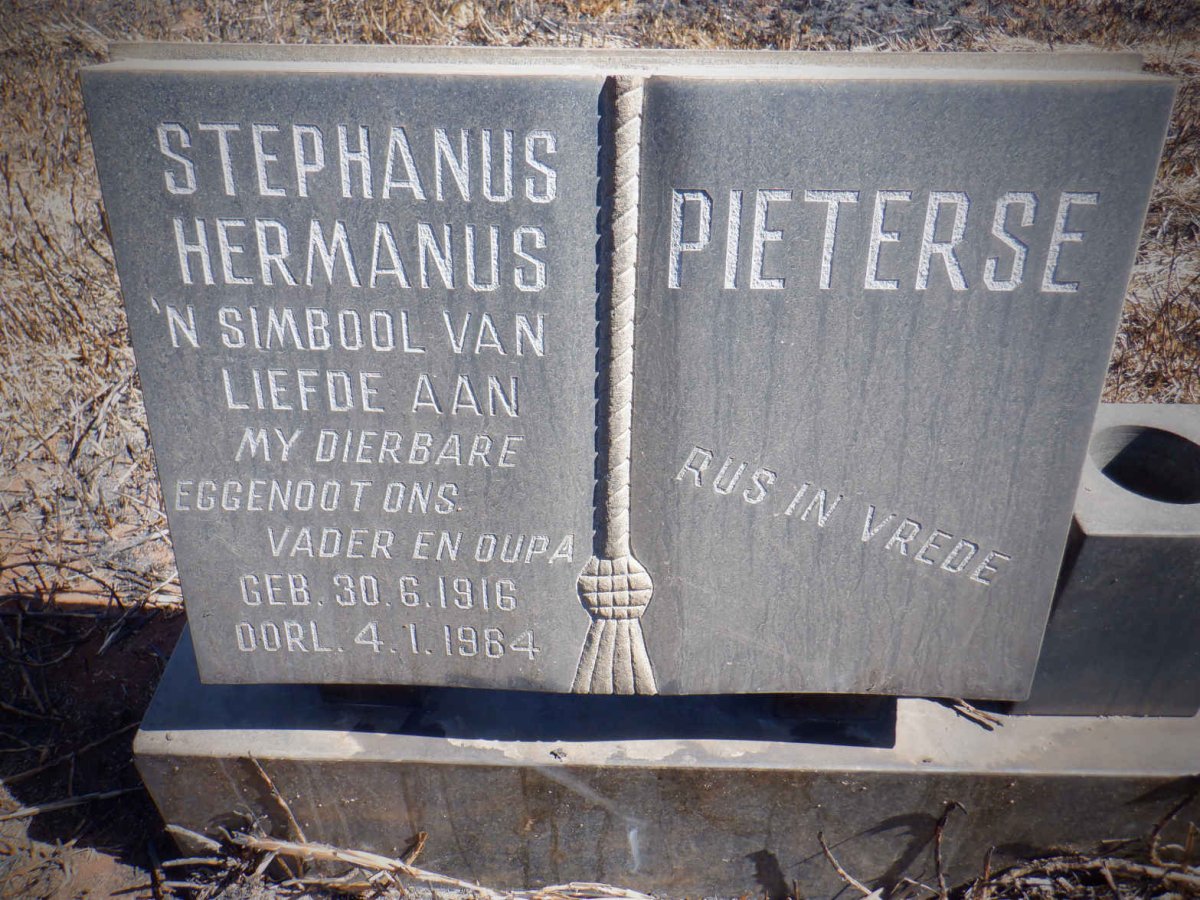 STEPHANUS
HERMANUS
'N SIMBOOL VAN
LIEFDE AAN
MY DIERBARE
EGGENOOT ONS
VADER EN OUPA
GEB. 30.6.1916
OORL. 4.1.1984
PIETERSE
RUS IN VREDE